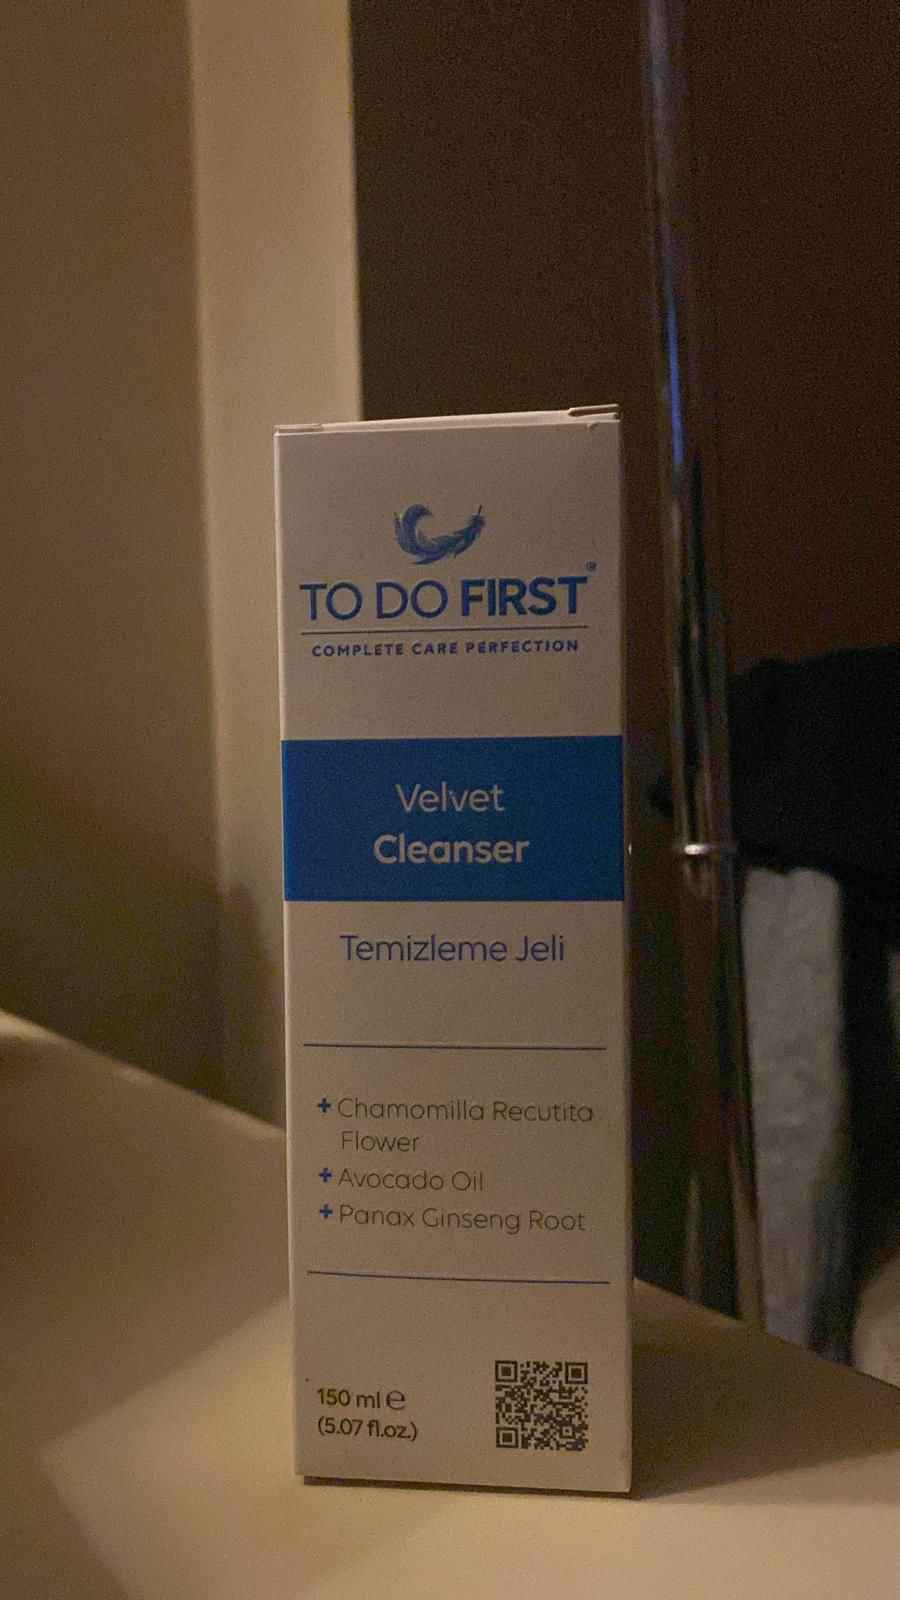 TO DO FIRST®
COMPLETE CARE PERFECTION
Velvet
Cleanser
Temizleme Jeli
+ Chamomilla Recutita
Flower
+ Avocado Oil
+ Panax Ginseng Root
150 ml ℮
(5.07 fl.oz.)